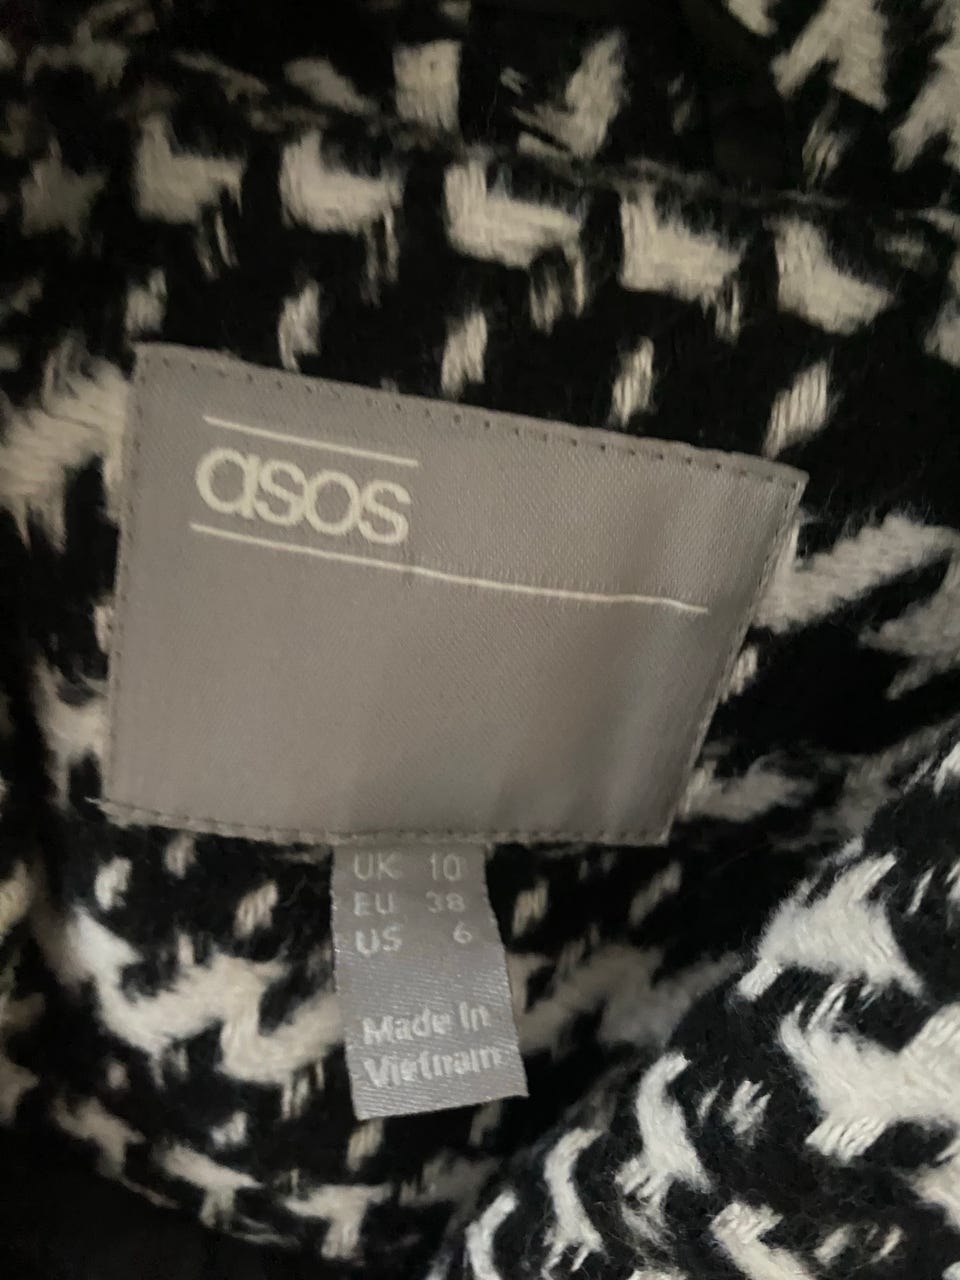 asos
UK 10
EU 38
US 6
Made In
Vietnam